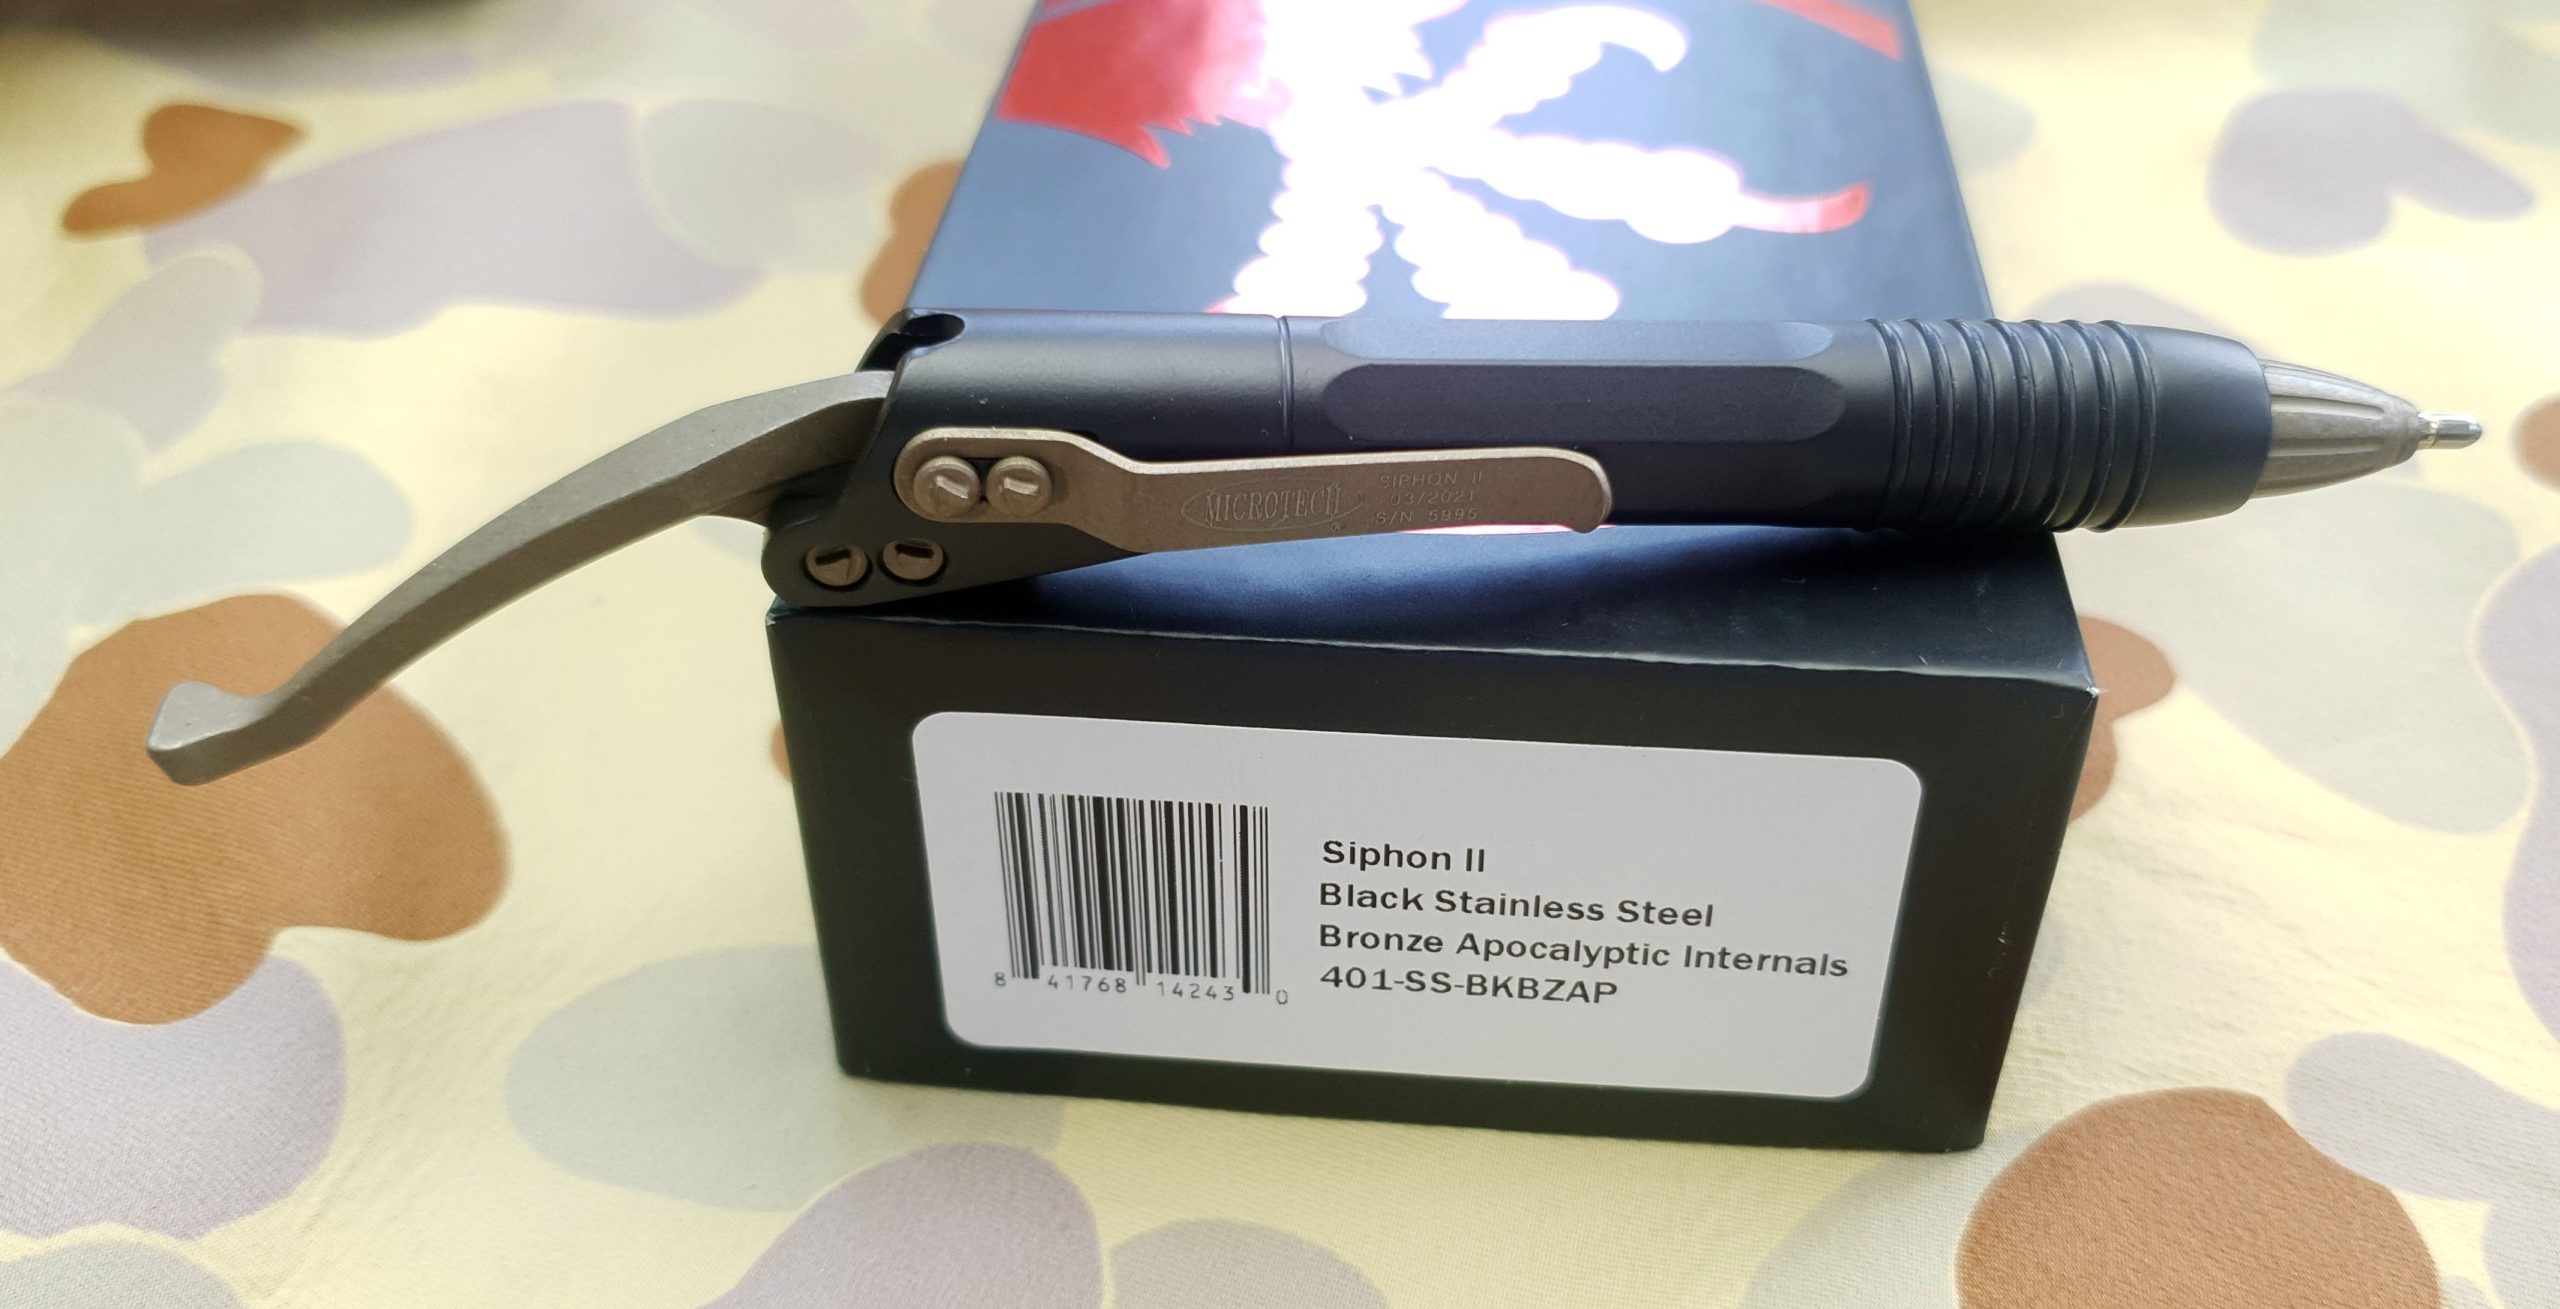 MICROTECH
®
SIPHON II
03/2021
S/N 5995
Siphon II
Black Stainless Steel
Bronze Apocalyptic Internals
401-SS-BKBZAP
8 41768 14243 0